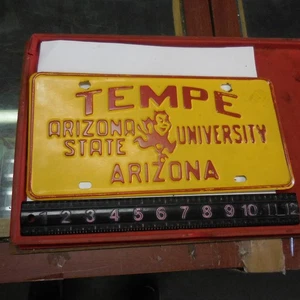 TEMPE
ARIZONA STATE UNIVERSITY
ARIZONA
1 2 3 4 5 6 7 8 9 10 11 12